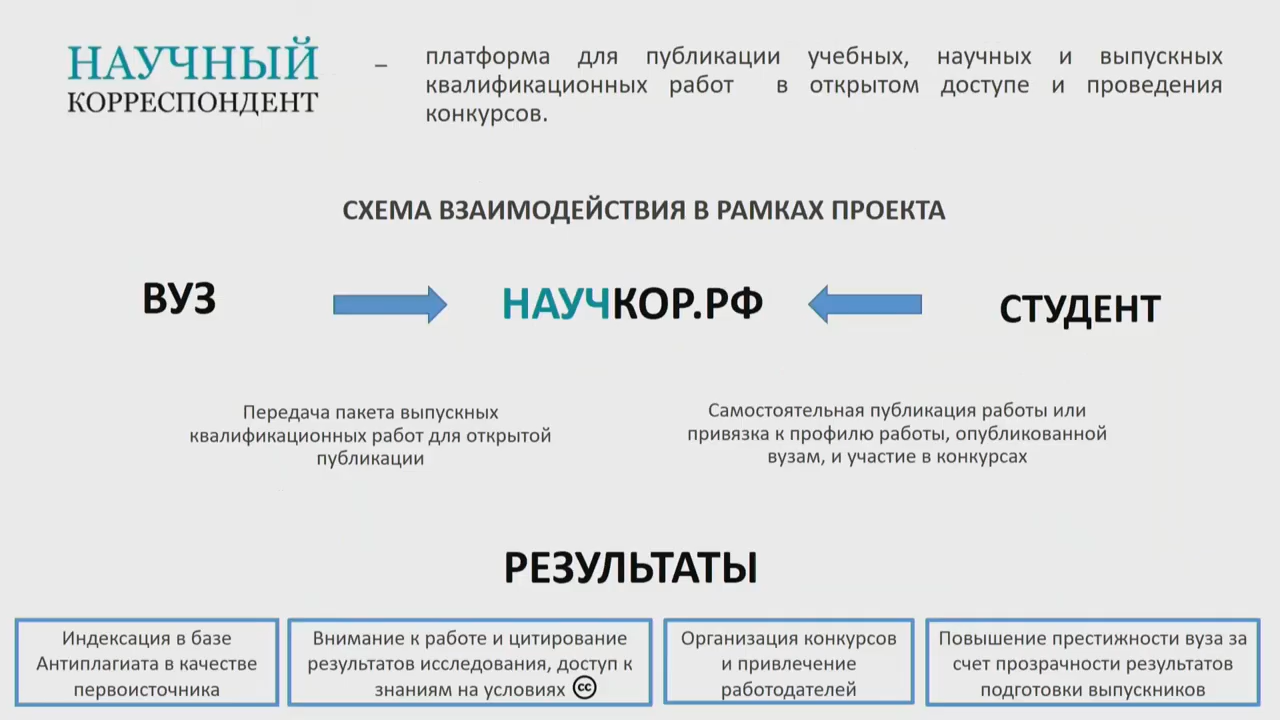 НАУЧНЫЙ
КОРРЕСПОНДЕНТ
–
платформа для публикации учебных, научных и выпускных
квалификационных работ в открытом доступе и проведения
конкурсов.
СХЕМА ВЗАИМОДЕЙСТВИЯ В РАМКАХ ПРОЕКТА
ВУЗ
НАУЧКОР.РФ
СТУДЕНТ
Передача пакета выпускных
квалификационных работ для открытой
публикации
Самостоятельная публикация работы или
привязка к профилю работы, опубликованной
вузам, и участие в конкурсах
РЕЗУЛЬТАТЫ
Индексация в базе
Антиплагиата в качестве
первоисточника
Внимание к работе и цитирование
результатов исследования, доступ к
знаниям на условиях cc
Организация конкурсов
и привлечение
работодателей
Повышение престижности вуза за
счет прозрачности результатов
подготовки выпускников